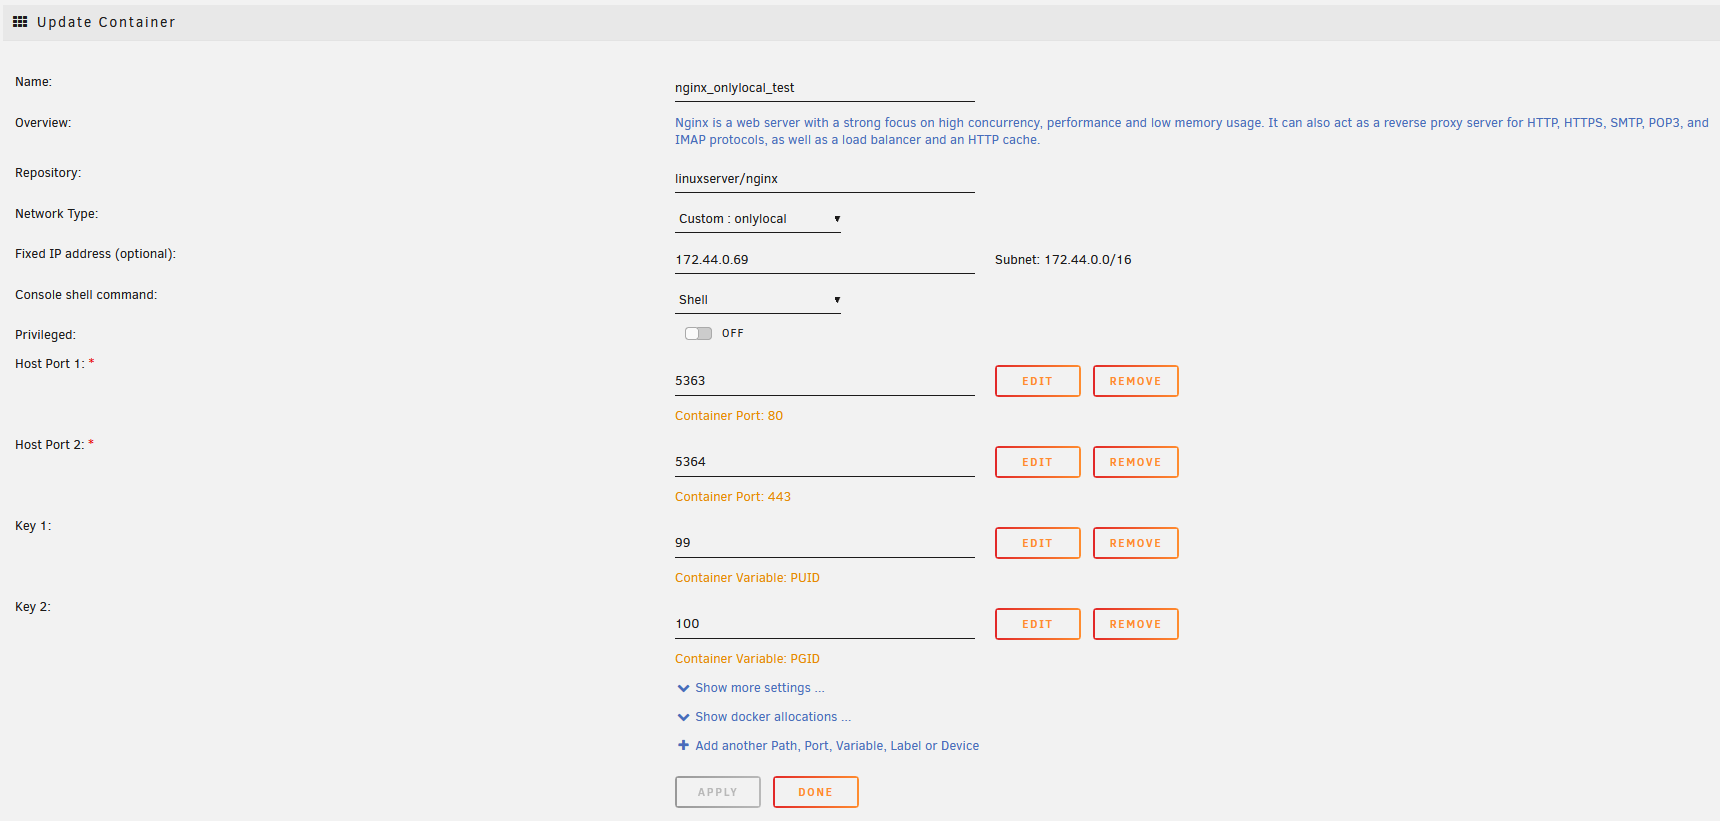 Update Container
Name:
nginx_onlylocal_test
Overview:
Nginx is a web server with a strong focus on high concurrency, performance and low memory usage. It can also act as a reverse proxy server for HTTP, HTTPS, SMTP, POP3, and
IMAP protocols, as well as a load balancer and an HTTP cache.
Repository:
linuxserver/nginx
Network Type:
Custom : onlylocal
Fixed IP address (optional):
172.44.0.69 Subnet: 172.44.0.0/16
Console shell command:
Shell
Privileged:
OFF
Host Port 1: *
5363 EDIT REMOVE
Container Port: 80
Host Port 2: *
5364 EDIT REMOVE
Container Port: 443
Key 1:
99 EDIT REMOVE
Container Variable: PUID
Key 2:
100 EDIT REMOVE
Container Variable: PGID
Show more settings ...
Show docker allocations ...
Add another Path, Port, Variable, Label or Device
APPLY DONE